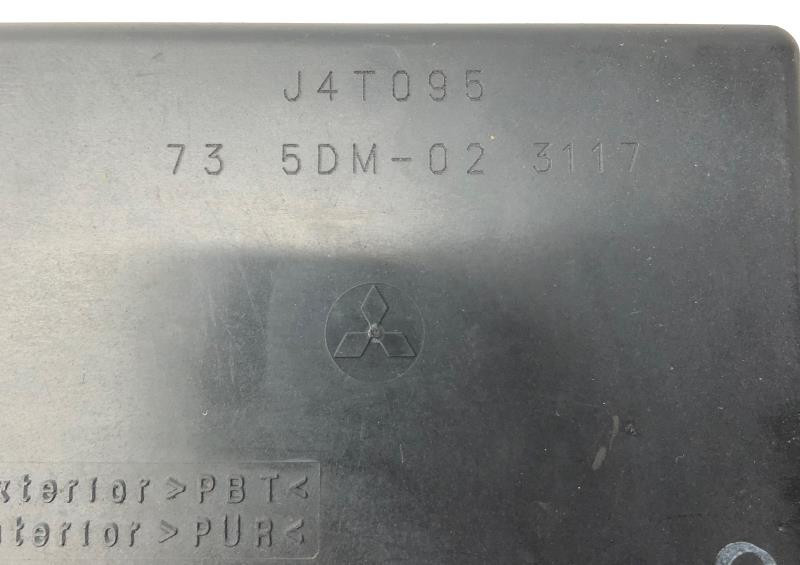 J4T095
73 5DM-02 3117
xterior >PBT<
nterior >PUR<